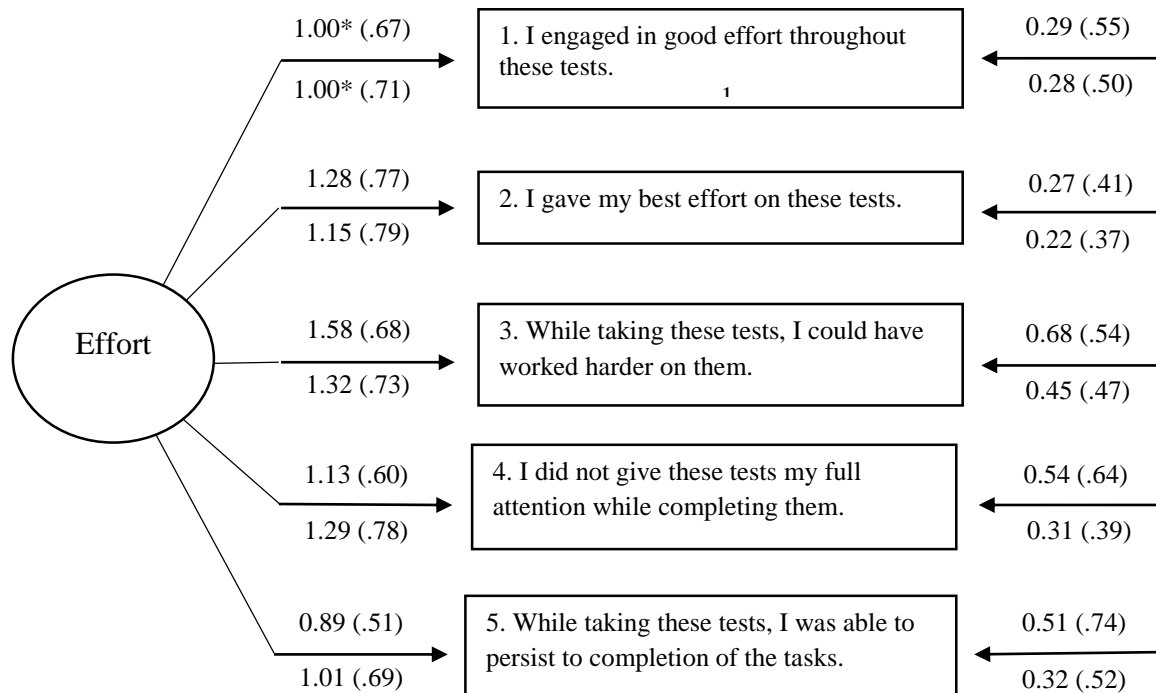 1.00* (.67)
1. I engaged in good effort throughout
0.29 (.55)
these tests.
1.00* (.71)
0.28 (.50)
1.28 (.77)
2. I gave my best effort on these tests.
0.27 (.41)
1.15 (.79)
0.22 (.37)
Effort
1.58 (.68)
3. While taking these tests, I could have
0.68 (.54)
worked harder on them.
1.32 (.73)
0.45 (.47)
1.13 (.60)
4. I did not give these tests my full
0.54 (.64)
attention while completing them.
1.29 (.78)
0.31 (.39)
0.89 (.51)
5. While taking these tests, I was able to
0.51 (.74)
persist to completion of the tasks.
1.01 (.69)
0.32 (.52)